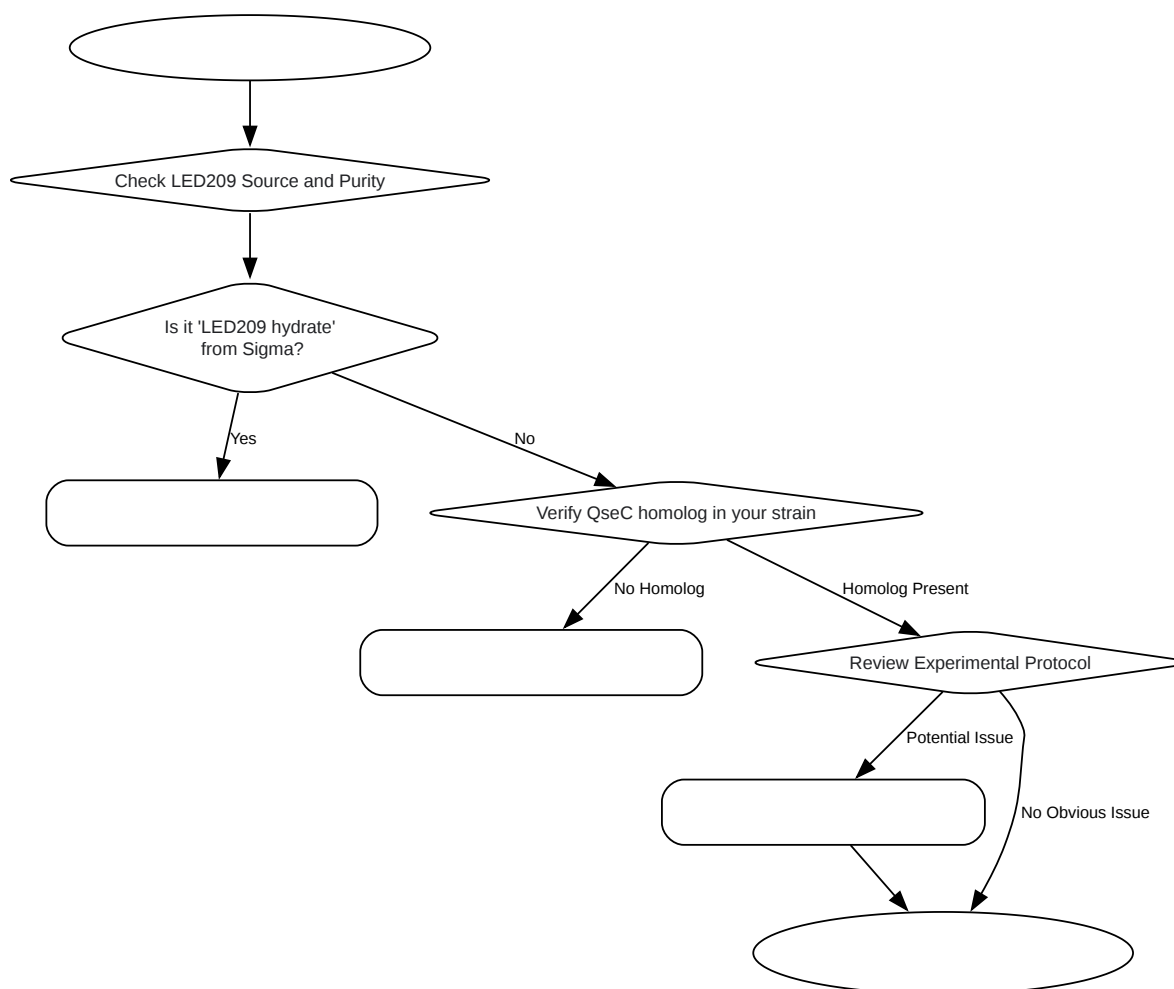 Check LED209 Source and Purity
Is it 'LED209 hydrate'
from Sigma?
Yes
No
Verify QseC homolog in your strain
No Homolog
Homolog Present
Review Experimental Protocol
Potential Issue
No Obvious Issue